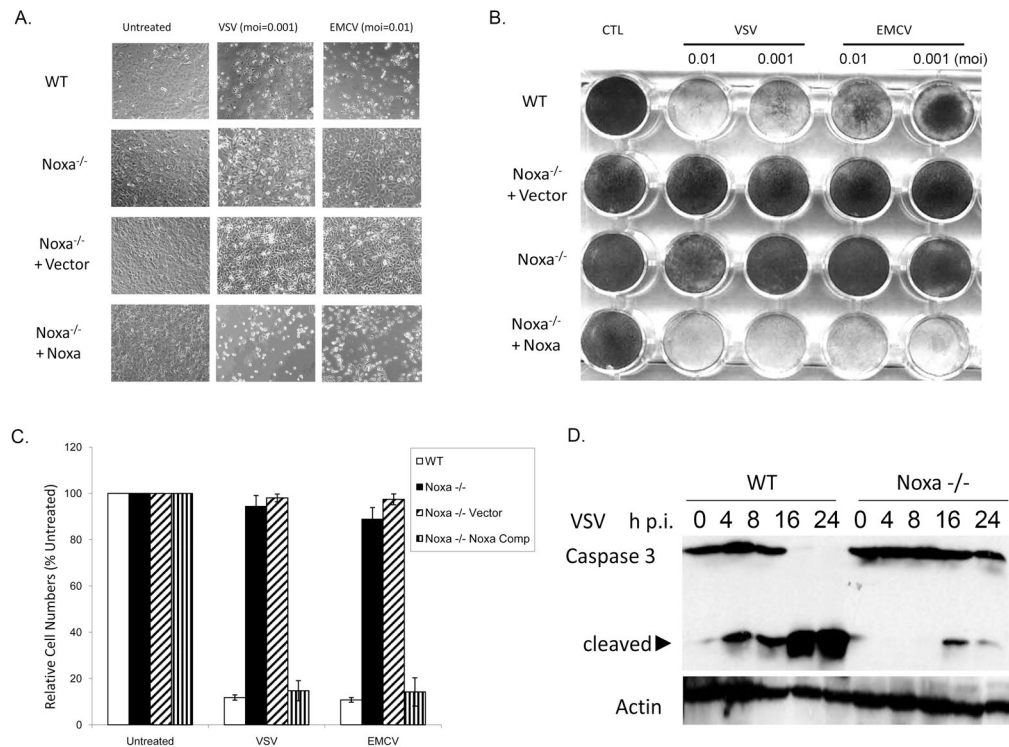 A.
Untreated VSV (moi=0.001) EMCV (moi=0.01)
WT
Noxa-/-
Noxa-/-
+ Vector
Noxa-/-
+ Noxa
B.
CTL VSV EMCV
0.01 0.001 0.01 0.001 (moi)
WT
Noxa-/-
+ Vector
Noxa-/-
Noxa-/-
+ Noxa
C.
Relative Cell Numbers (% Untreated)
120
100
80
60
40
20
0
Untreated VSV EMCV
WT
Noxa -/-
Noxa -/- Vector
Noxa -/- Noxa Comp
D.
WT Noxa -/-
VSV h p.i. 0 4 8 16 24 0 4 8 16 24
Caspase 3
cleaved
Actin